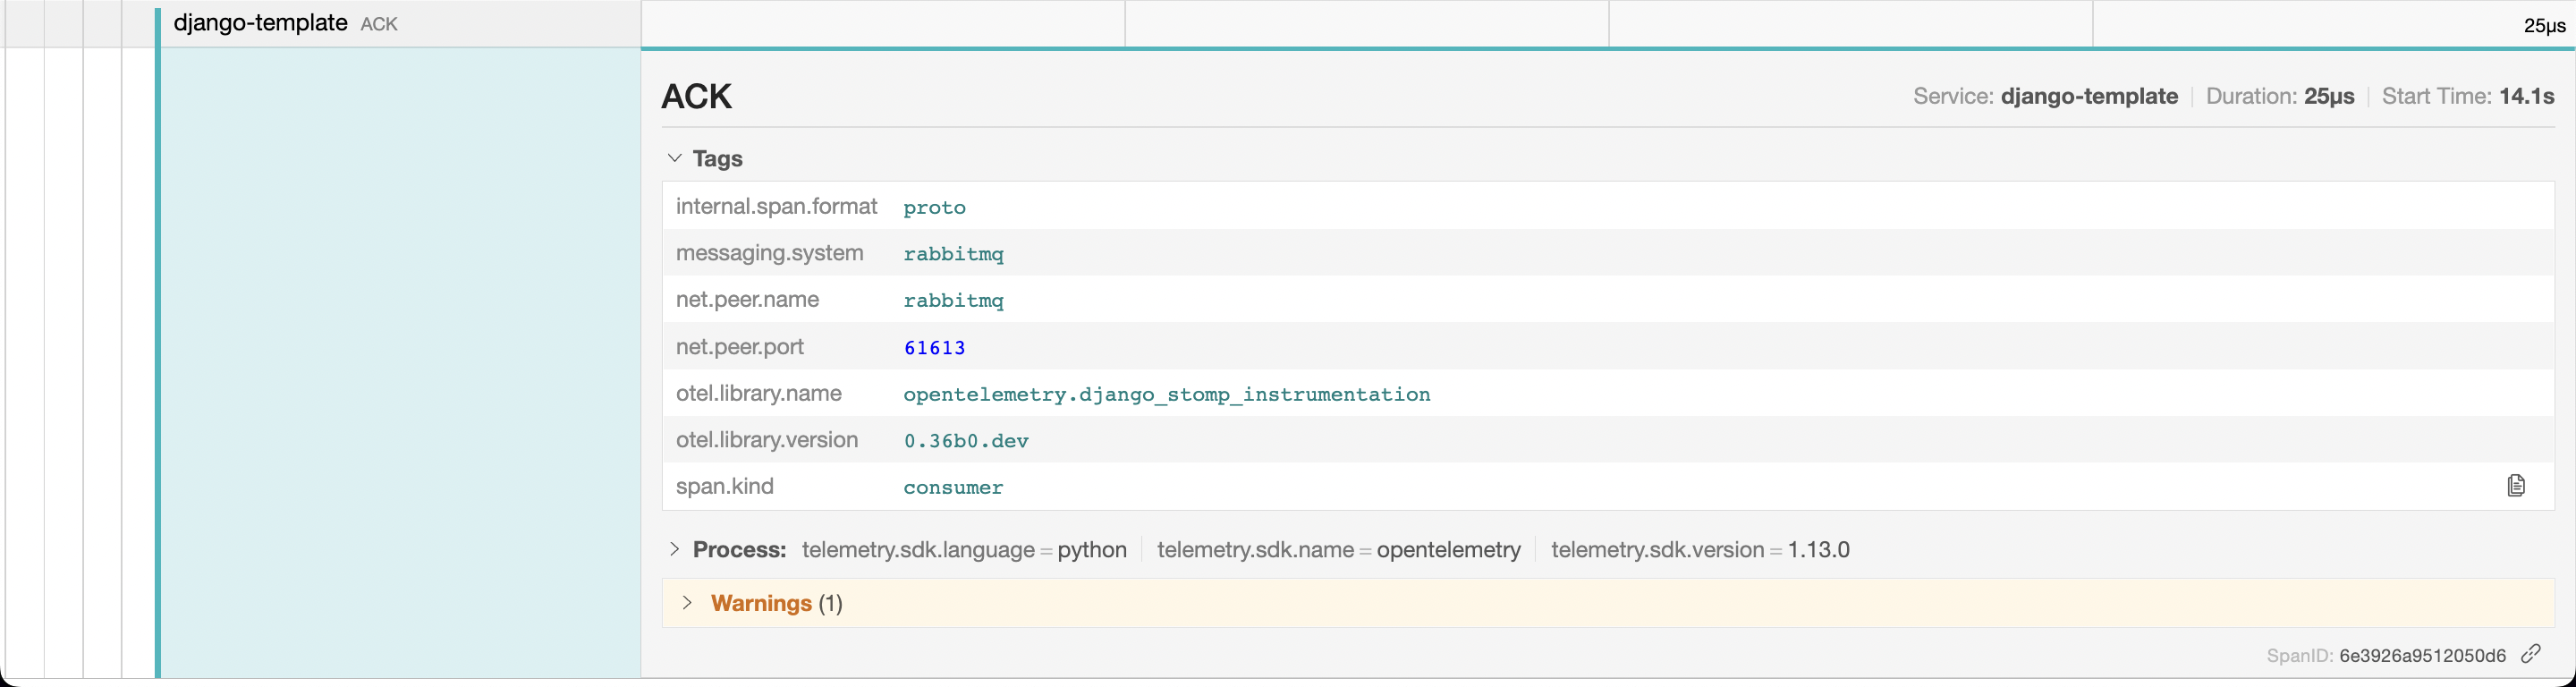 django-template ACK
25μs
ACK
Service: django-template Duration: 25μs Start Time: 14.1s
Tags
internal.span.format proto
messaging.system rabbitmq
net.peer.name rabbitmq
net.peer.port 61613
otel.library.name opentelemetry.django_stomp_instrumentation
otel.library.version 0.36b0.dev
span.kind consumer
Process: telemetry.sdk.language = python telemetry.sdk.name = opentelemetry telemetry.sdk.version = 1.13.0
Warnings (1)
SpanID: 6e3926a9512050d6